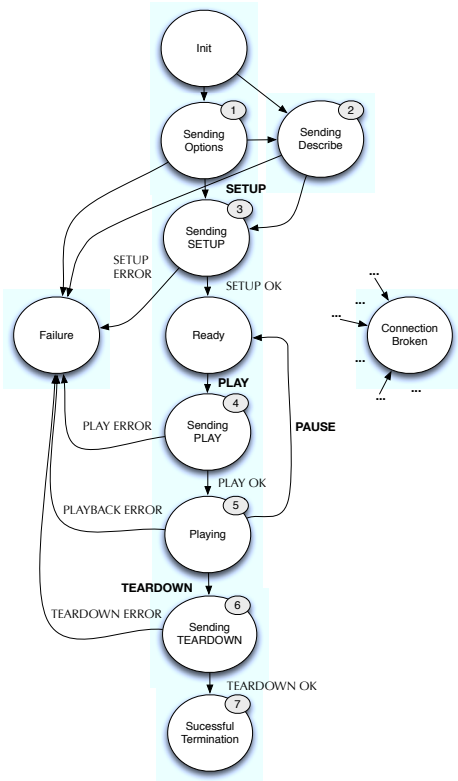 Init
1
Sending
Options
2
Sending
Describe
SETUP
3
Sending
SETUP
SETUP
ERROR
SETUP OK
Failure
Ready
...
...
...
Connection
Broken
...
...
...
PLAY
4
Sending
PLAY
PLAY ERROR
PAUSE
PLAY OK
5
PLAYBACK ERROR
Playing
TEARDOWN
6
TEARDOWN ERROR
Sending
TEARDOWN
TEARDOWN OK
7
Sucessful
Termination